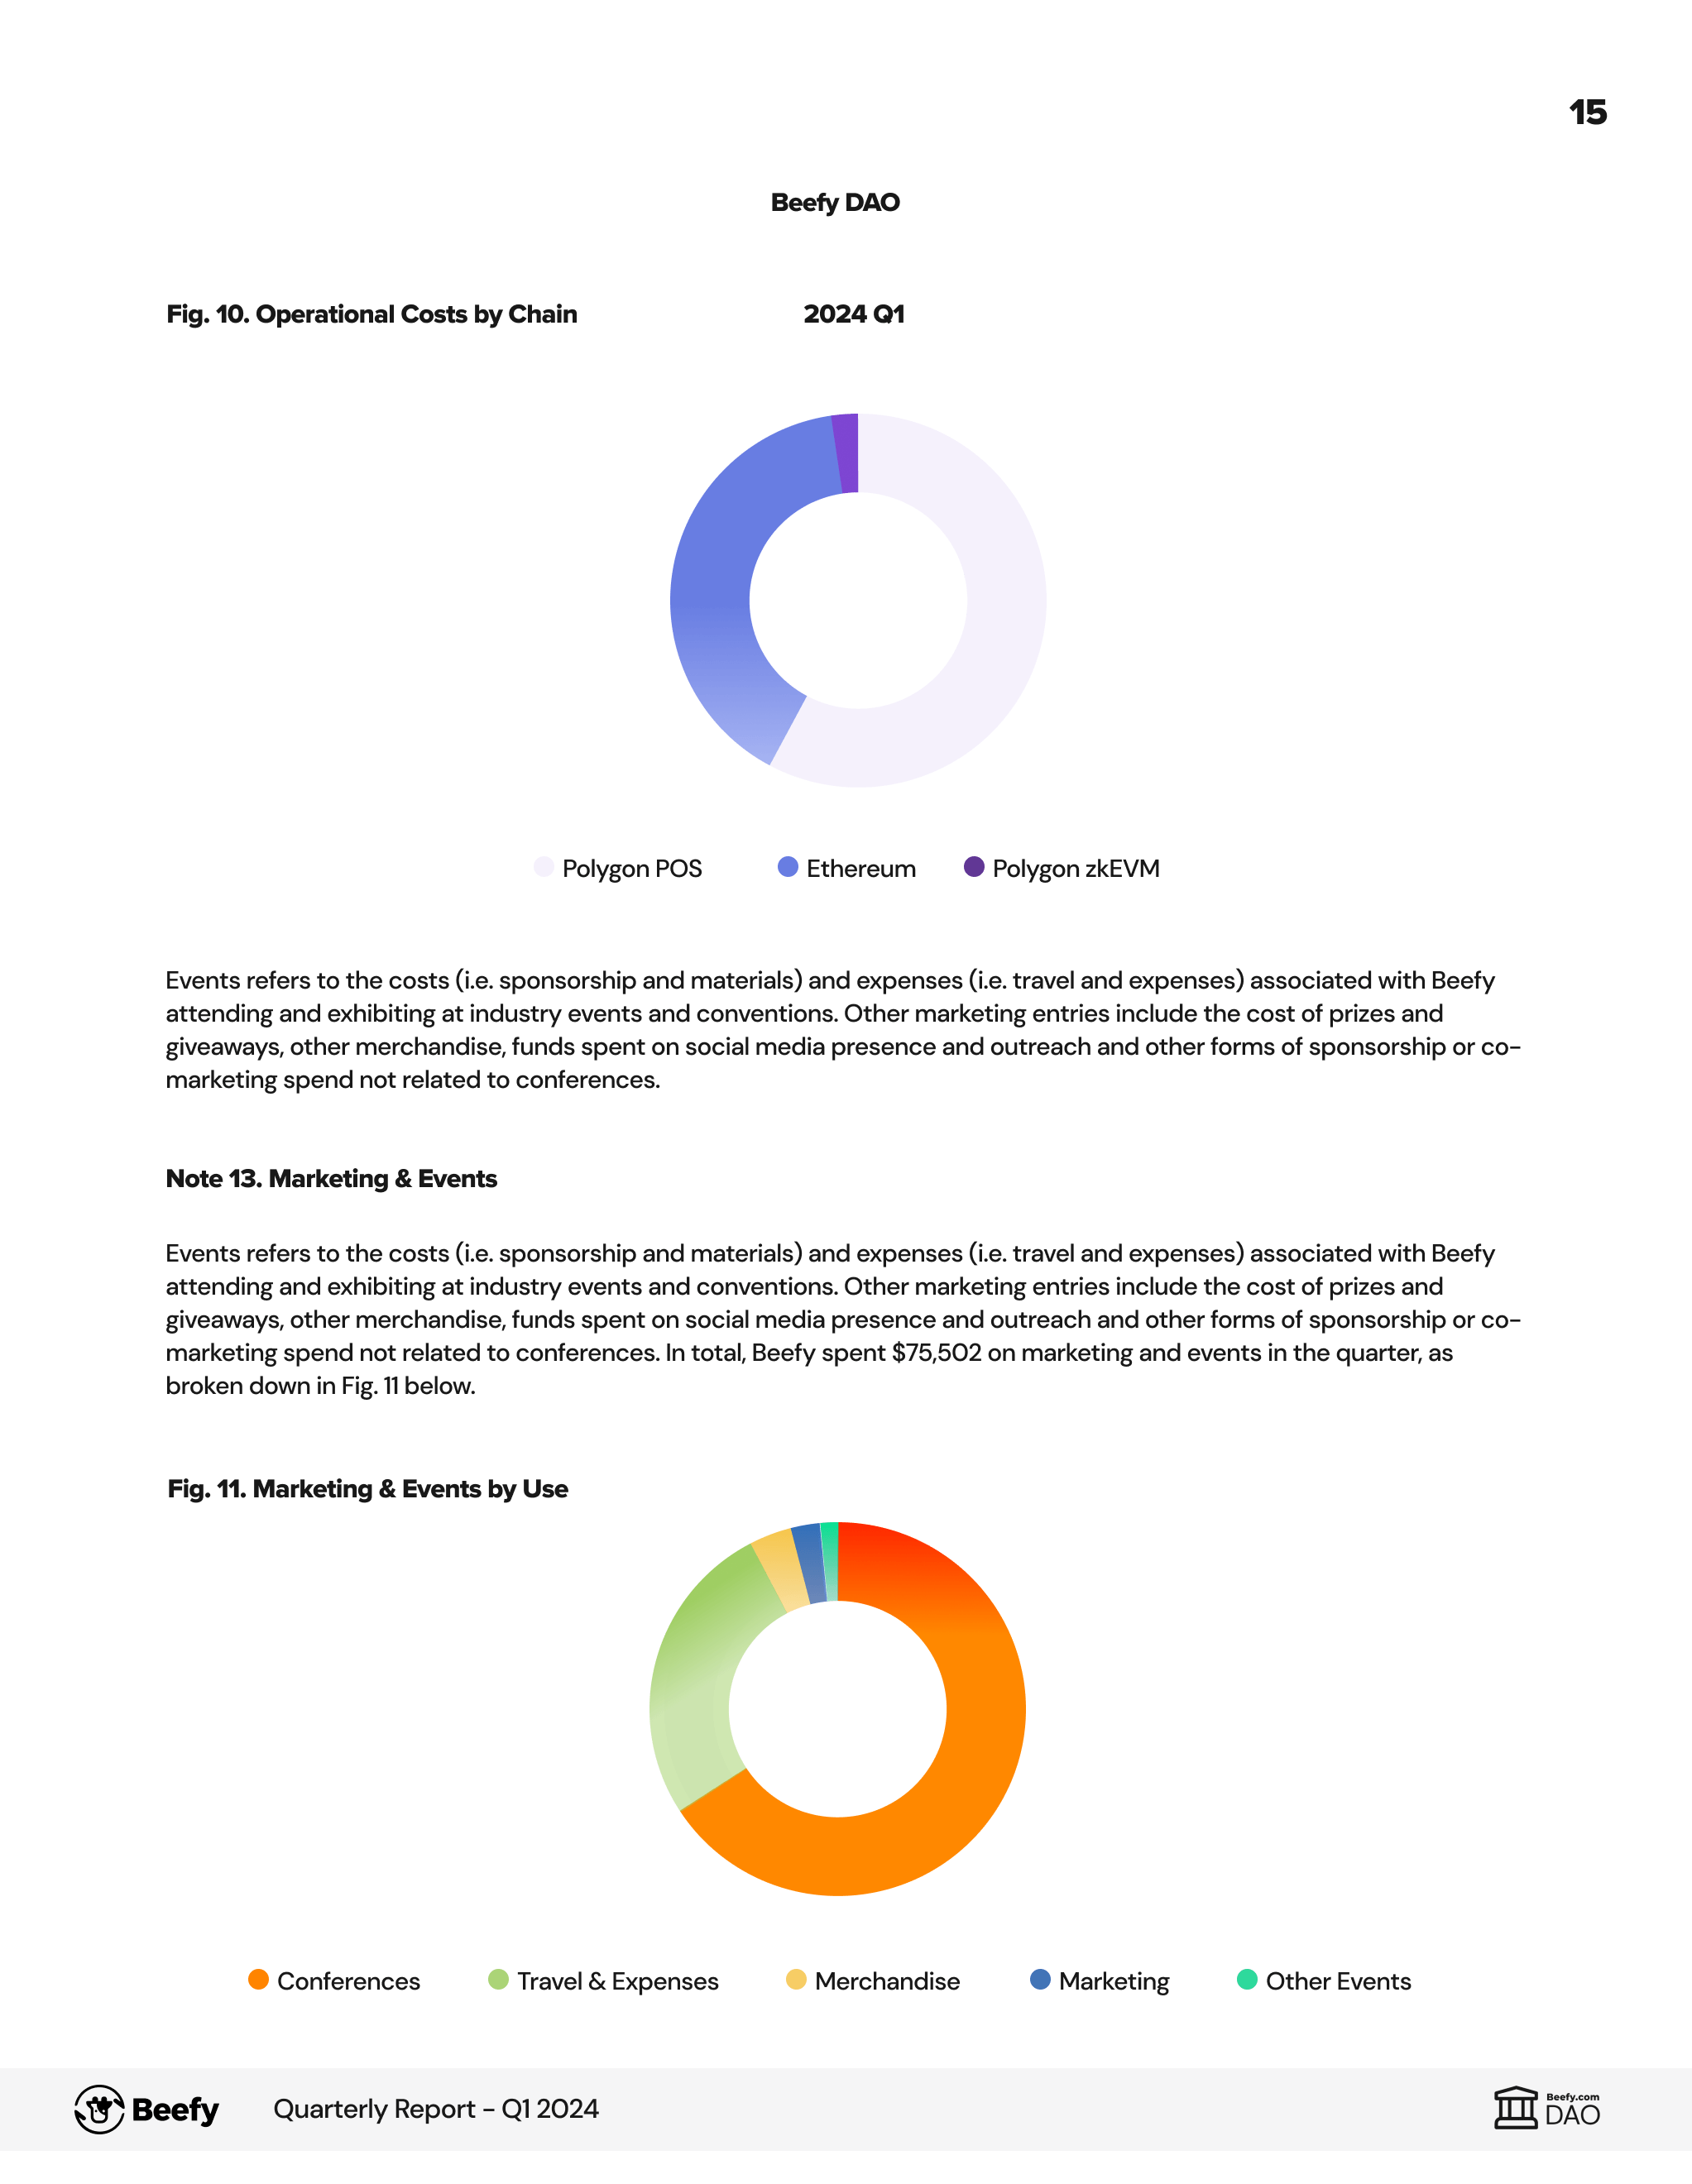 15
Beefy DAO
Fig. 10. Operational Costs by Chain 2024 Q1
Polygon POS Ethereum Polygon zkEVM
Events refers to the costs (i.e. sponsorship and materials) and expenses (i.e. travel and expenses) associated with Beefy
attending and exhibiting at industry events and conventions. Other marketing entries include the cost of prizes and
giveaways, other merchandise, funds spent on social media presence and outreach and other forms of sponsorship or co-
marketing spend not related to conferences.
Note 13. Marketing & Events
Events refers to the costs (i.e. sponsorship and materials) and expenses (i.e. travel and expenses) associated with Beefy
attending and exhibiting at industry events and conventions. Other marketing entries include the cost of prizes and
giveaways, other merchandise, funds spent on social media presence and outreach and other forms of sponsorship or co-
marketing spend not related to conferences. In total, Beefy spent $75,502 on marketing and events in the quarter, as
broken down in Fig. 11 below.
Fig. 11. Marketing & Events by Use
Conferences Travel & Expenses Merchandise Marketing Other Events
Beefy Quarterly Report - Q1 2024
Beefy.com
DAO